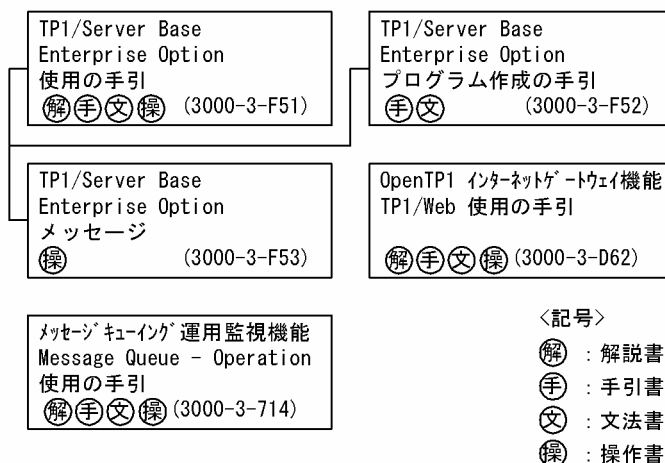 TP1/Server Base
Enterprise Option
使用の手引
解 手 文 操 (3000-3-F51)
TP1/Server Base
Enterprise Option
プログラム作成の手引
手 文 (3000-3-F52)
TP1/Server Base
Enterprise Option
メッセージ
操 (3000-3-F53)
OpenTP1 ｲﾝﾀｰﾈｯﾄｹﾞｰﾄｳｪｲ機能
TP1/Web 使用の手引
解 手 文 操 (3000-3-D62)
ﾒｯｾｰｼﾞｷｭｰｲﾝｸﾞ運用監視機能
Message Queue - Operation
使用の手引
解 手 文 操 (3000-3-714)
<記号>
解 : 解説書
手 : 手引書
文 : 文法書
操 : 操作書